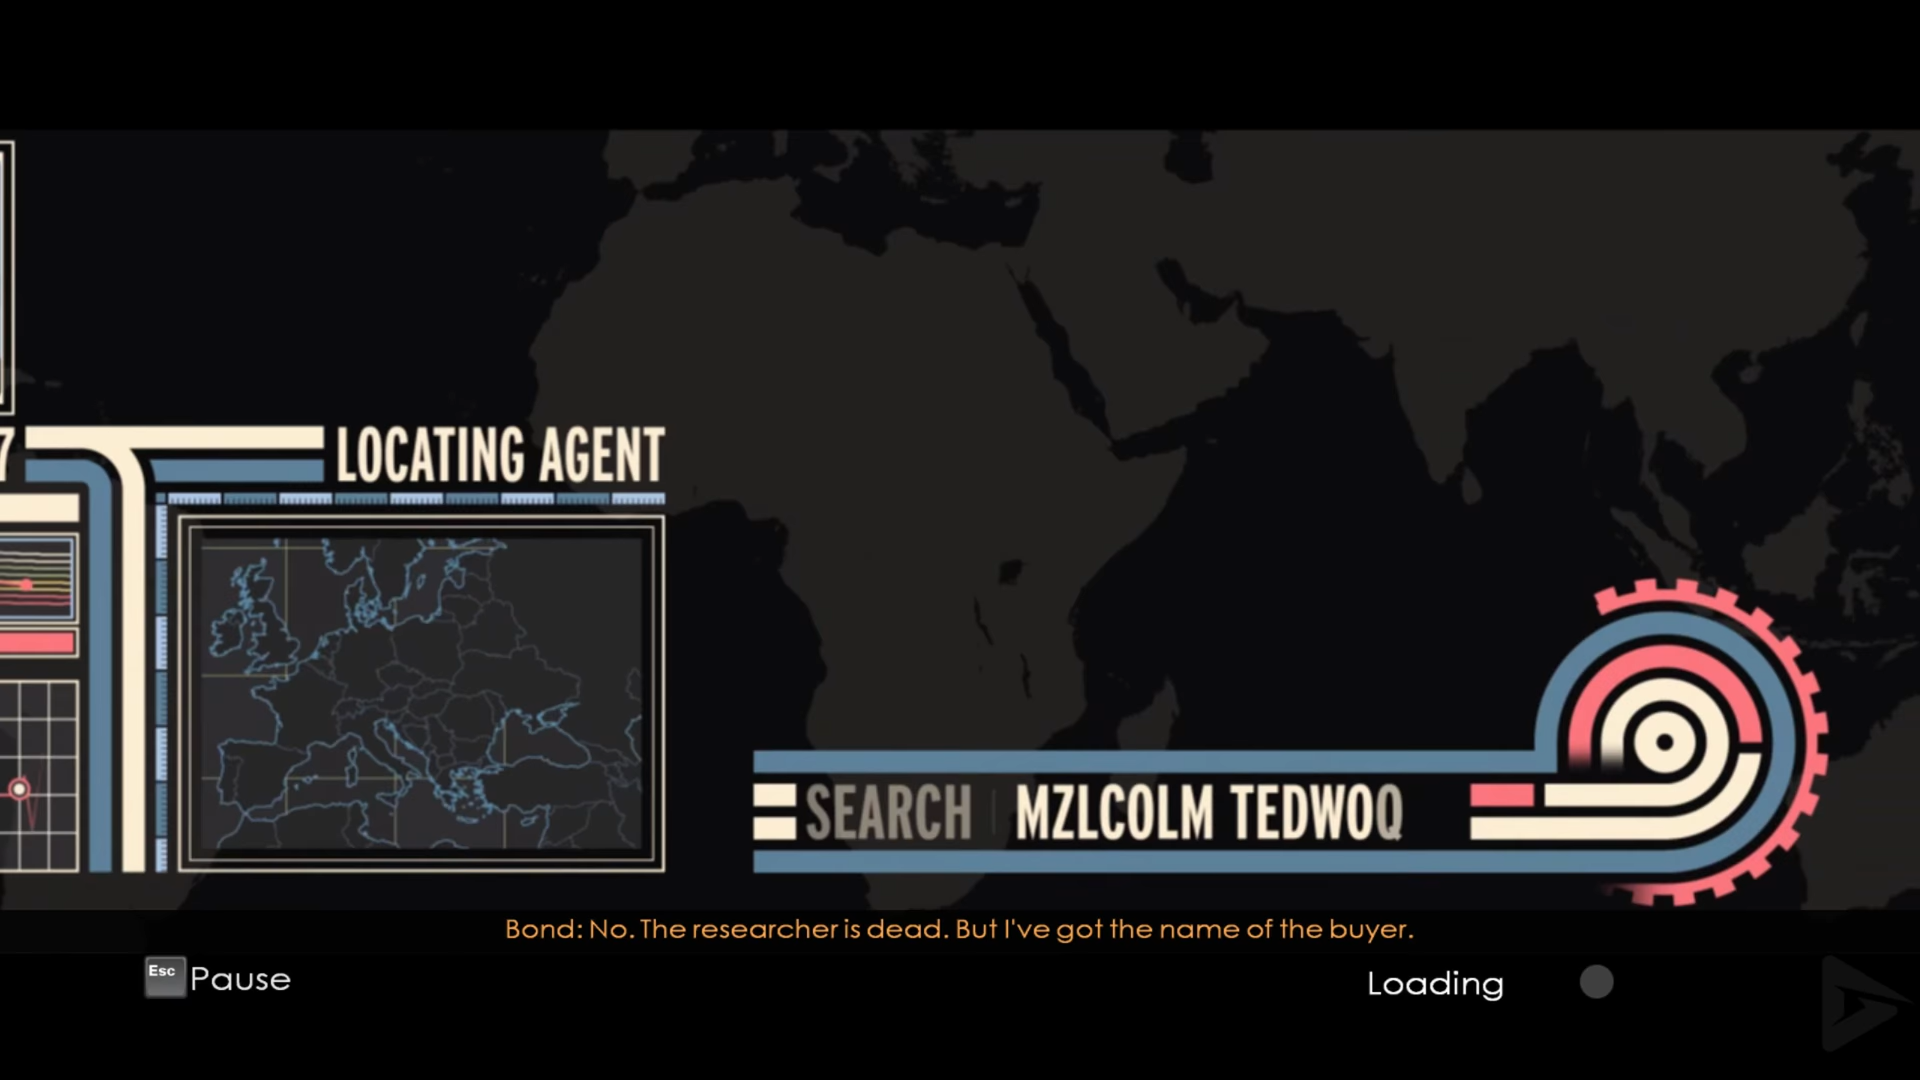 7
LOCATING AGENT
SEARCH MZLCOLM TEDWOQ
Bond: No. The researcher is dead. But I've got the name of the buyer.
Esc Pause
Loading